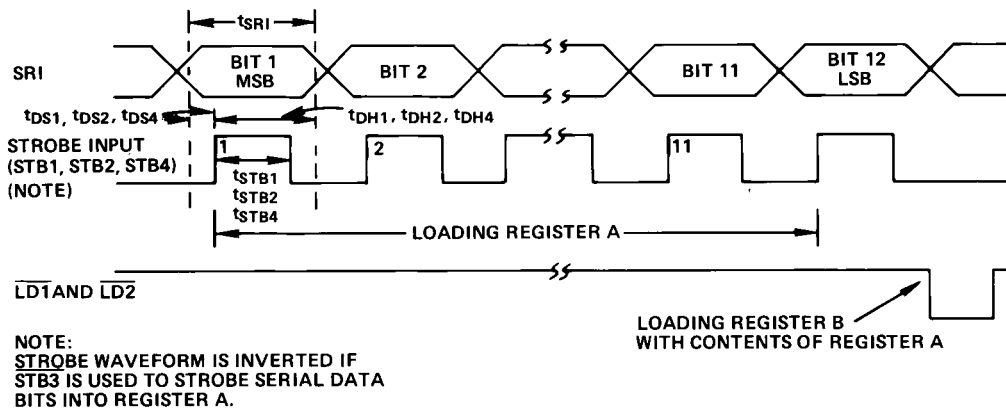 tSRI
SRI
BIT 1
MSB
BIT 2
BIT 11
BIT 12
LSB
tDS1, tDS2, tDS4
tDH1, tDH2, tDH4
STROBE INPUT
(STB1, STB2, STB4)
(NOTE)
1
2
11
tSTB1
tSTB2
tSTB4
LOADING REGISTER A
LD1AND LD2
LOADING REGISTER B
WITH CONTENTS OF REGISTER A
NOTE:
STROBE WAVEFORM IS INVERTED IF
STB3 IS USED TO STROBE SERIAL DATA
BITS INTO REGISTER A.